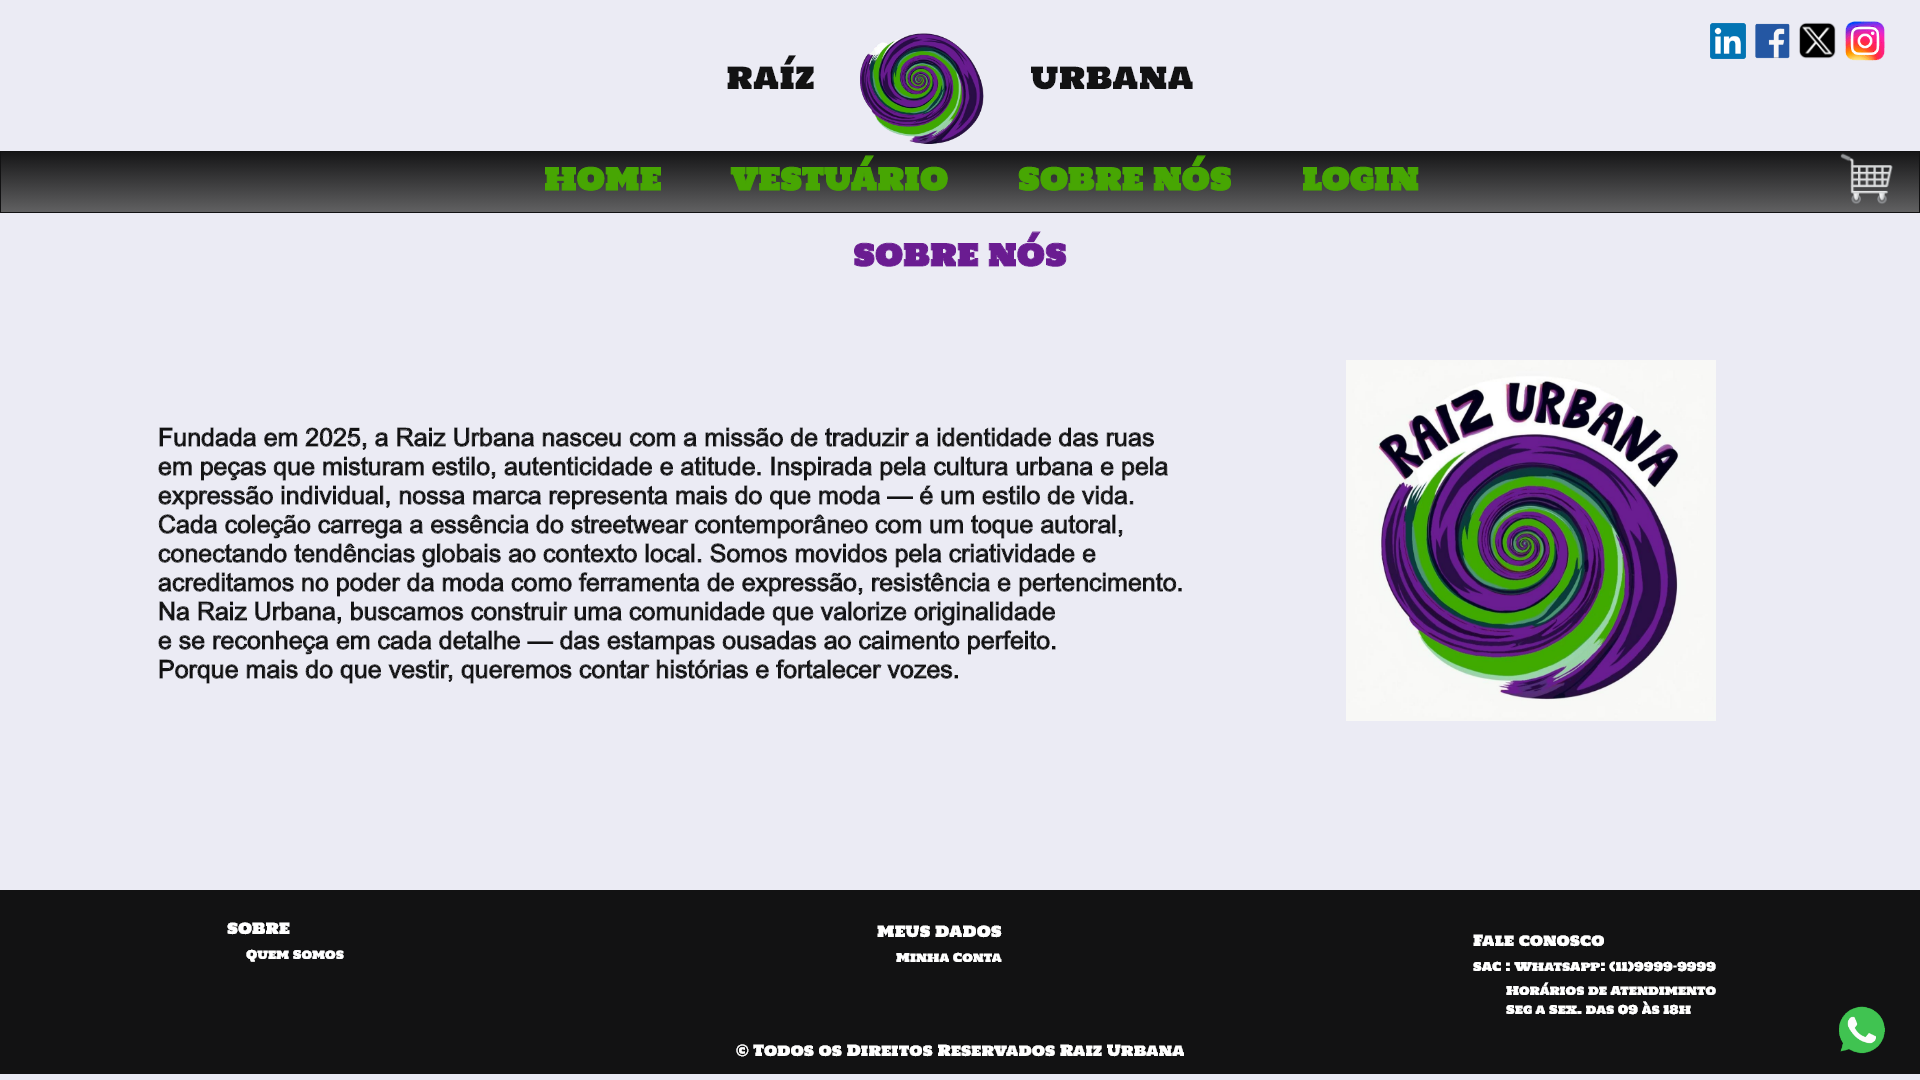 RAÍZ URBANA
HOME VESTUÁRIO SOBRE NÓS LOGIN
SOBRE NÓS
Fundada em 2025, a Raiz Urbana nasceu com a missão de traduzir a identidade das ruas
em peças que misturam estilo, autenticidade e atitude. Inspirada pela cultura urbana e pela
expressão individual, nossa marca representa mais do que moda — é um estilo de vida.
Cada coleção carrega a essência do streetwear contemporâneo com um toque autoral,
conectando tendências globais ao contexto local. Somos movidos pela criatividade e
acreditamos no poder da moda como ferramenta de expressão, resistência e pertencimento.
Na Raiz Urbana, buscamos construir uma comunidade que valorize originalidade
e se reconheça em cada detalhe — das estampas ousadas ao caimento perfeito.
Porque mais do que vestir, queremos contar histórias e fortalecer vozes.
RAIZ URBANA
SOBRE
Quem somos
MEUS DADOS
Minha Conta
Fale conosco
SAC : Whatsapp: (11)9999-9999
Horários de Atendimento
seg a sex. das 09 às 18h
© Todos os Direitos Reservados Raiz Urbana